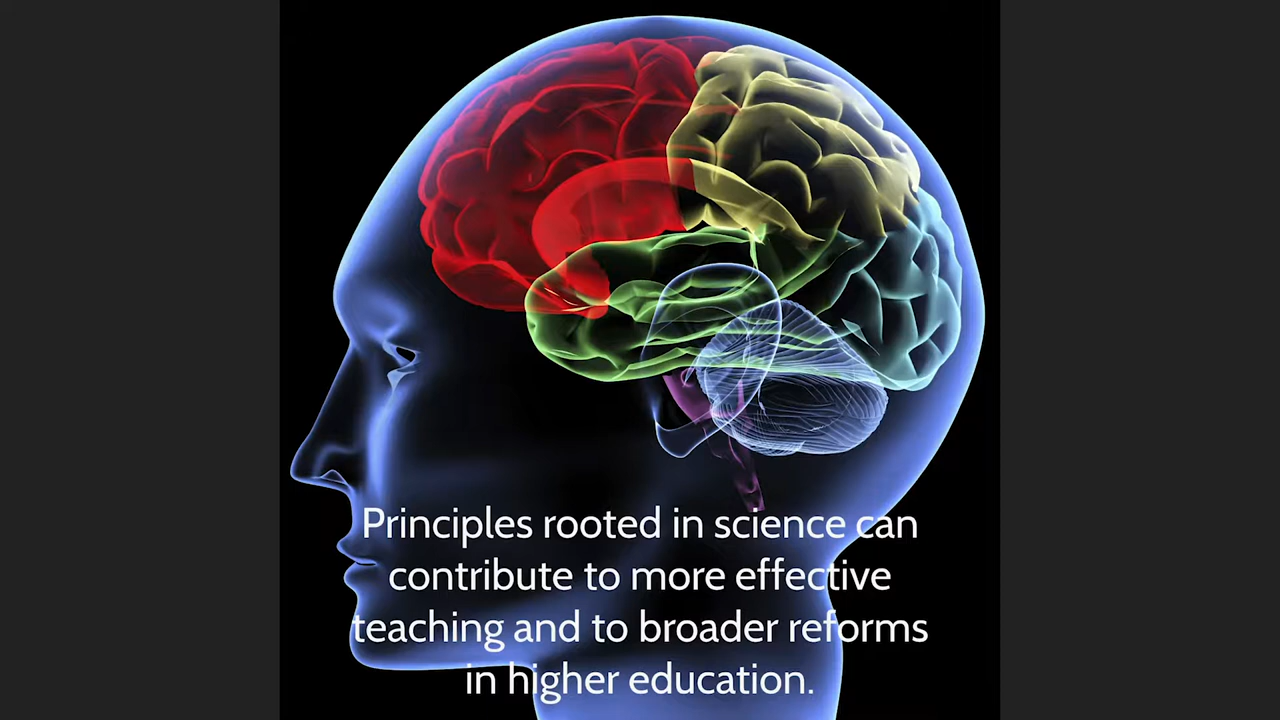 Principles rooted in science can
contribute to more effective
teaching and to broader reforms
in higher education.